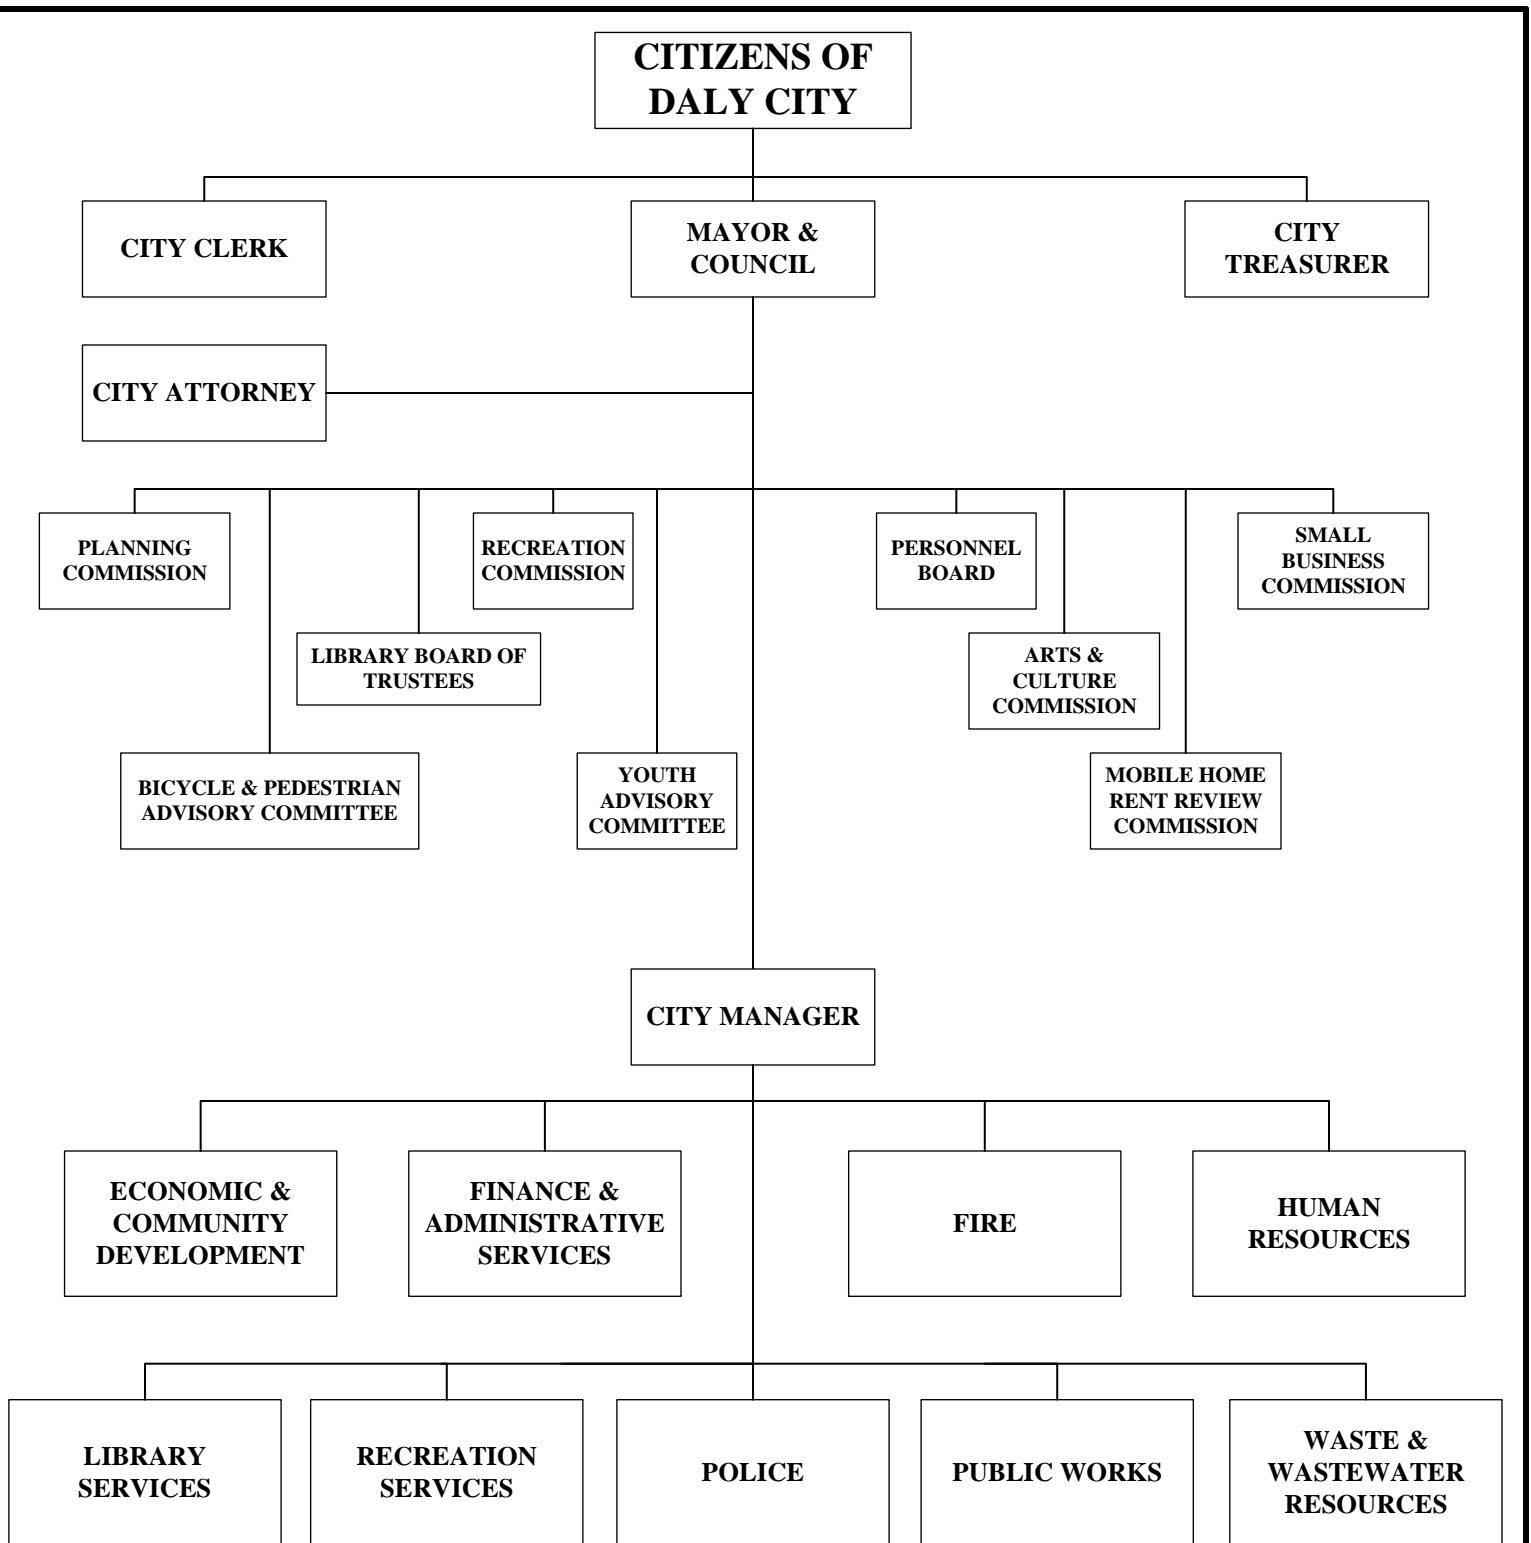 CITIZENS OF
DALY CITY
CITY CLERK
MAYOR &
COUNCIL
CITY
TREASURER
CITY ATTORNEY
PLANNING
COMMISSION
RECREATION
COMMISSION
PERSONNEL
BOARD
SMALL
BUSINESS
COMMISSION
LIBRARY BOARD OF
TRUSTEES
ARTS &
CULTURE
COMMISSION
BICYCLE & PEDESTRIAN
ADVISORY COMMITTEE
YOUTH
ADVISORY
COMMITTEE
MOBILE HOME
RENT REVIEW
COMMISSION
CITY MANAGER
ECONOMIC &
COMMUNITY
DEVELOPMENT
FINANCE &
ADMINISTRATIVE
SERVICES
FIRE
HUMAN
RESOURCES
LIBRARY
SERVICES
RECREATION
SERVICES
POLICE
PUBLIC WORKS
WASTE &
WASTEWATER
RESOURCES